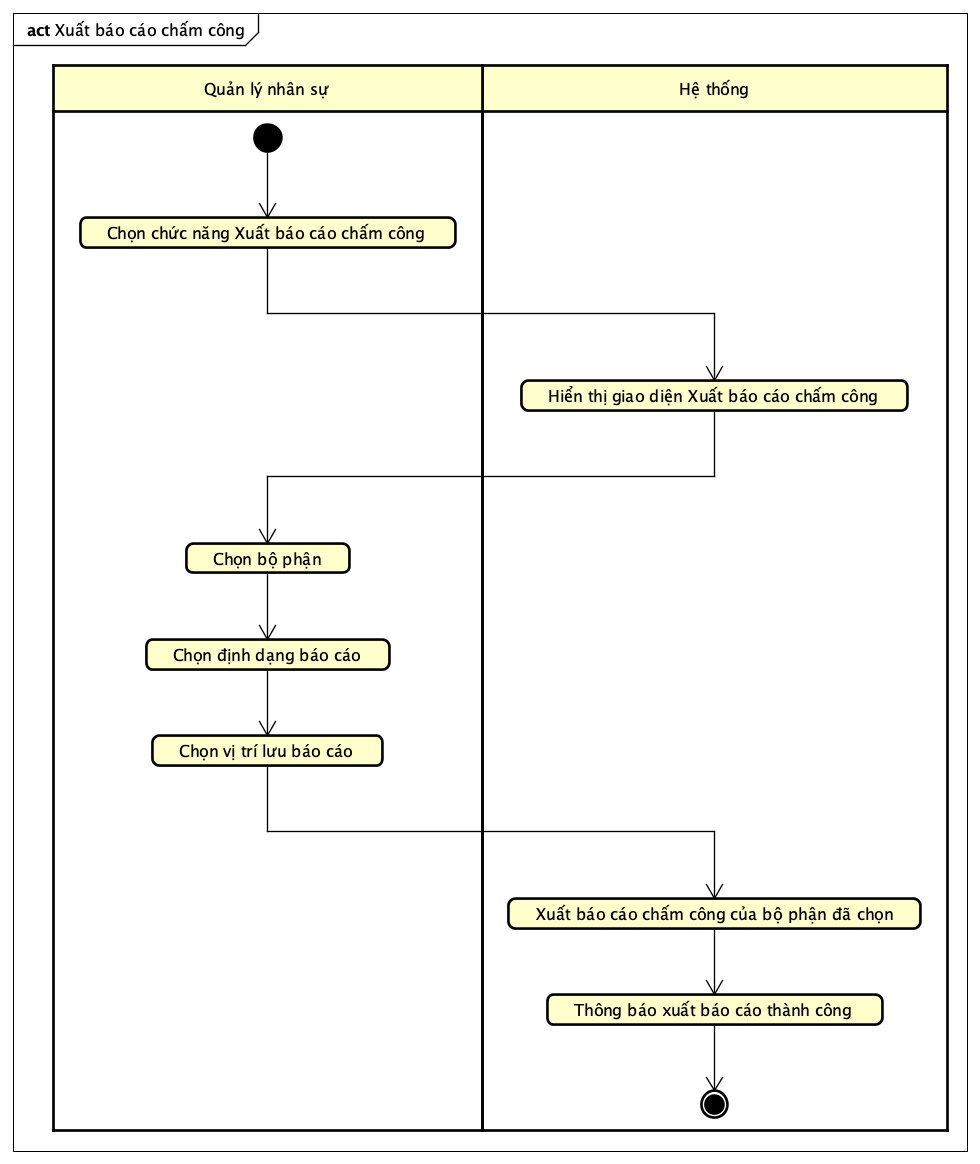 act Xuất báo cáo chấm công
Quản lý nhân sự
Hệ thống
Chọn chức năng Xuất báo cáo chấm công
Hiển thị giao diện Xuất báo cáo chấm công
Chọn bộ phận
Chọn định dạng báo cáo
Chọn vị trí lưu báo cáo
Xuất báo cáo chấm công của bộ phận đã chọn
Thông báo xuất báo cáo thành công